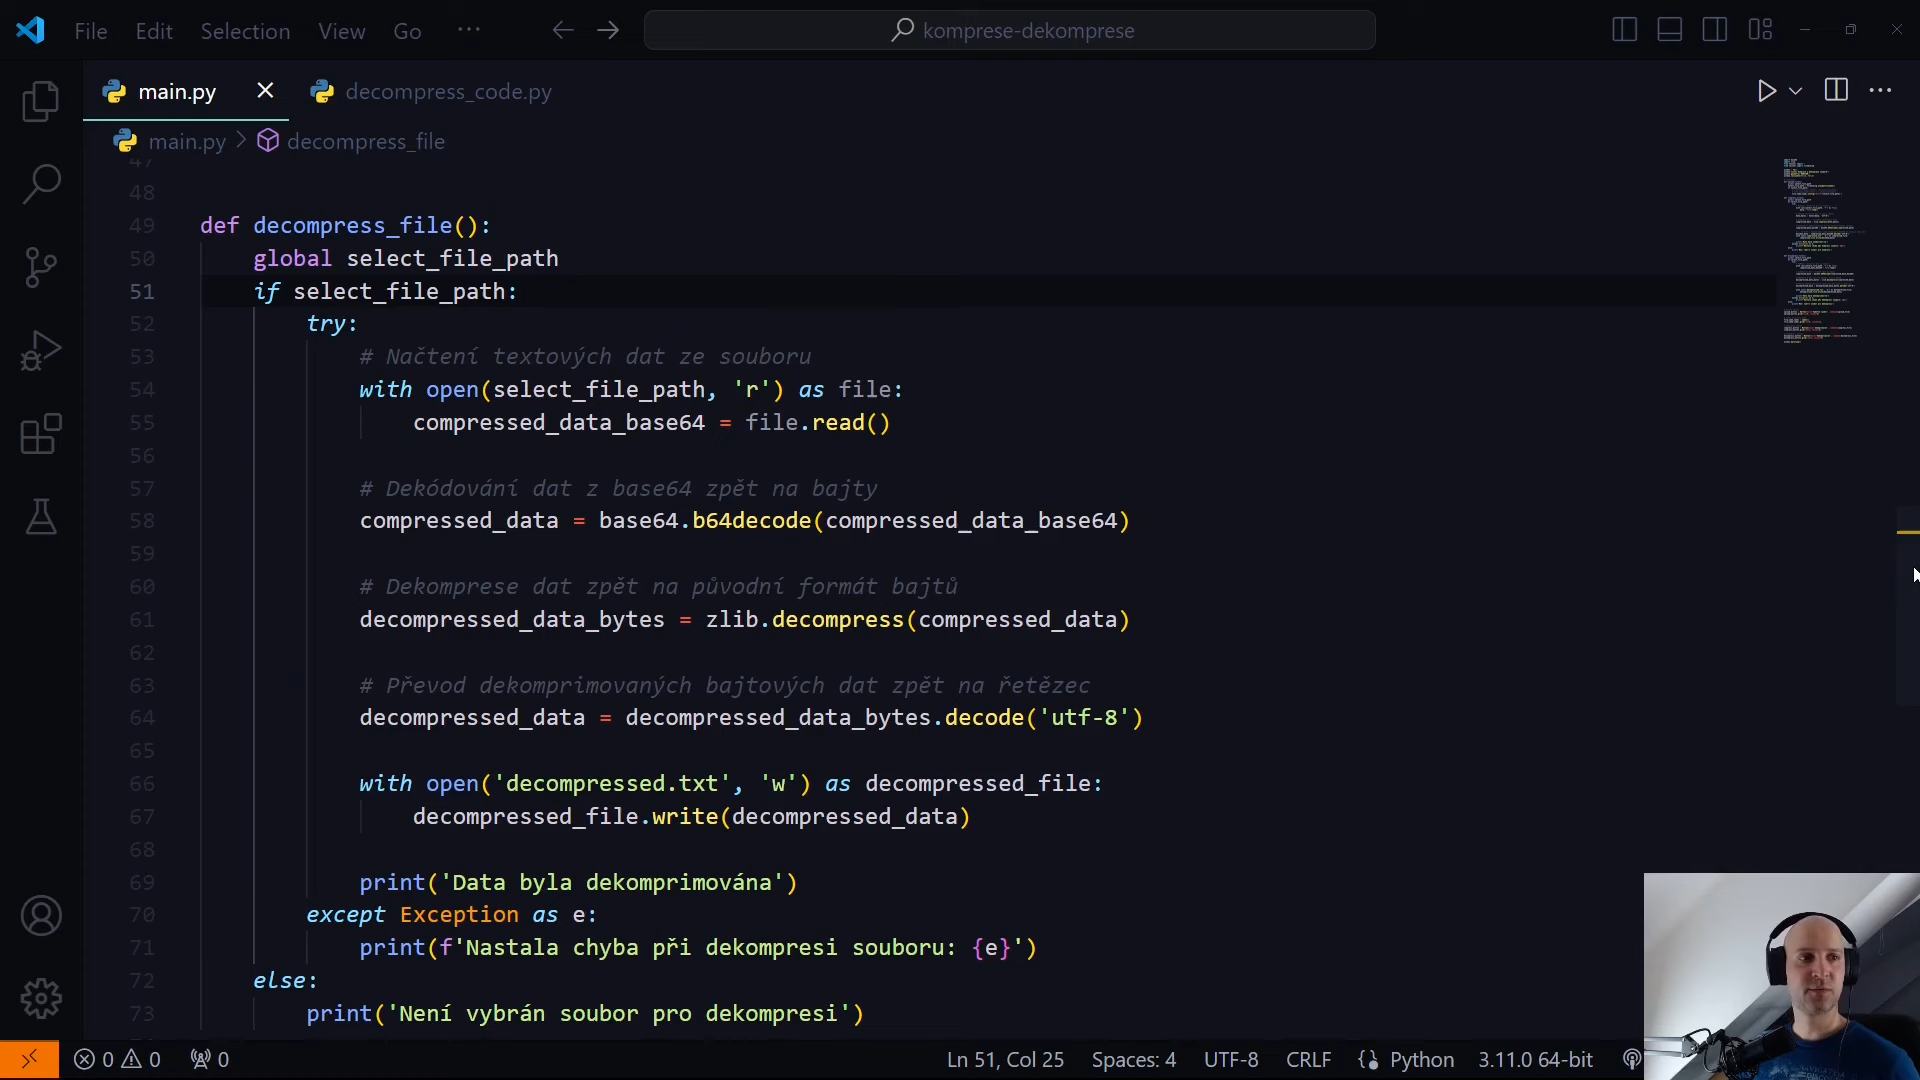 File Edit Selection View Go ··· komprese-dekomprese
main.py decompress_code.py
main.py > decompress_file
47
48
49 def decompress_file():
50 global select_file_path
51 if select_file_path:
52 try:
53 # Načtení textových dat ze souboru
54 with open(select_file_path, 'r') as file:
55 compressed_data_base64 = file.read()
56
57 # Dekódování dat z base64 zpět na bajty
58 compressed_data = base64.b64decode(compressed_data_base64)
59
60 # Dekomprese dat zpět na původní formát bajtů
61 decompressed_data_bytes = zlib.decompress(compressed_data)
62
63 # Převod dekomprimovaných bajtových dat zpět na řetězec
64 decompressed_data = decompressed_data_bytes.decode('utf-8')
65
66 with open('decompressed.txt', 'w') as decompressed_file:
67 decompressed_file.write(decompressed_data)
68
69 print('Data byla dekomprimována')
70 except Exception as e:
71 print(f'Nastala chyba při dekompresi souboru: {e}')
72 else:
73 print('Není vybrán soubor pro dekompresi')
0 0 0 Ln 51, Col 25 Spaces: 4 UTF-8 CRLF Python 3.11.0 64-bit